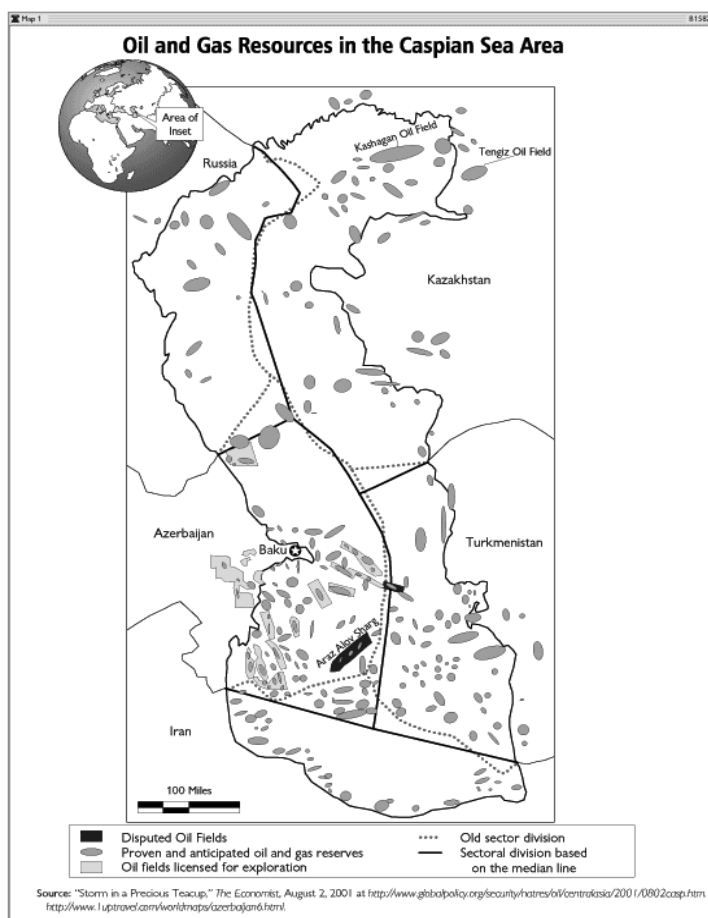 Map 1
B1582
Oil and Gas Resources in the Caspian Sea Area
Area of
Inset
Russia
Kashagan Oil Field
Tengiz Oil Field
Kazakhstan
Azerbaijan
Baku
Turkmenistan
Araz Alov Sharg
Iran
100 Miles
Disputed Oil Fields
Proven and anticipated oil and gas reserves
Oil fields licensed for exploration
Old sector division
Sectoral division based
on the median line
Source: "Storm in a Precious Teacup," The Economist, August 2, 2001 at http://www.globalpolicy.org/security/natres/oil/centralasia/2001/0802casp.htm.
http://www.1uptravel.com/worldmaps/azerbaijan6.html.